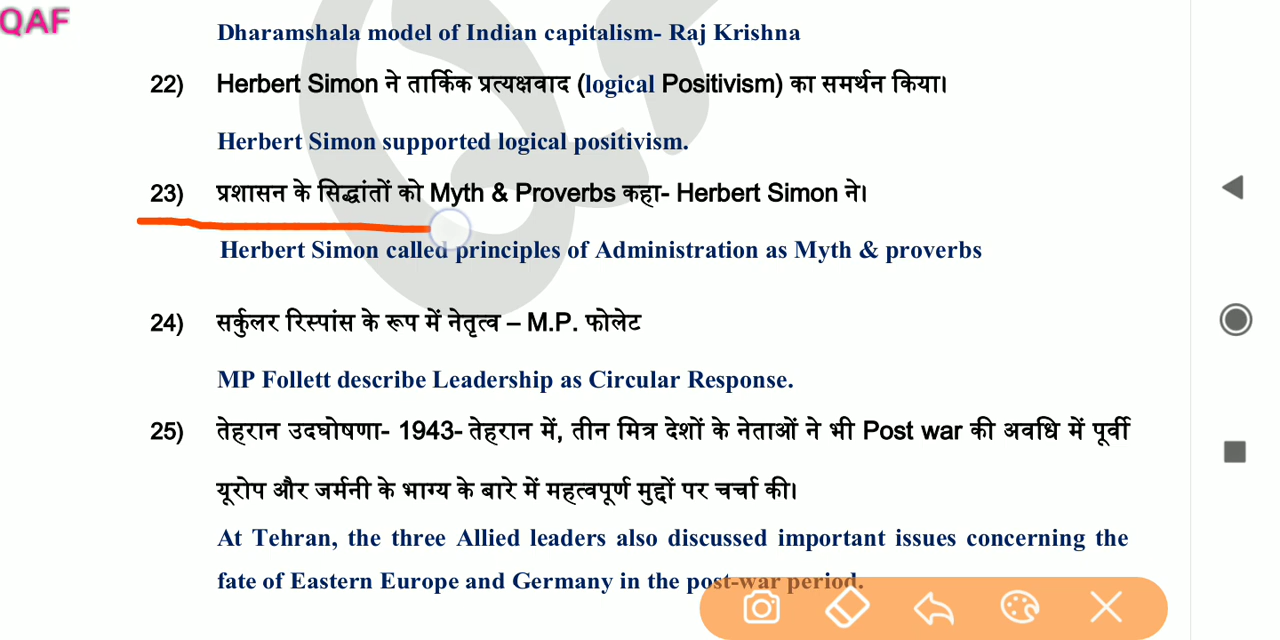 QAF
Dharamshala model of Indian capitalism- Raj Krishna
22) Herbert Simon ने तार्किक प्रत्यक्षवाद (logical Positivism) का समर्थन किया।
Herbert Simon supported logical positivism.
23) प्रशासन के सिद्धांतों को Myth & Proverbs कहा- Herbert Simon ने।
Herbert Simon called principles of Administration as Myth & proverbs
24) सर्कुलर रिस्पांस के रूप में नेतृत्व – M.P. फोलेट
MP Follett describe Leadership as Circular Response.
25) तेहरान उदघोषणा- 1943- तेहरान में, तीन मित्र देशों के नेताओं ने भी Post war की अवधि में पूर्वी
यूरोप और जर्मनी के भाग्य के बारे में महत्वपूर्ण मुद्दों पर चर्चा की।
At Tehran, the three Allied leaders also discussed important issues concerning the
fate of Eastern Europe and Germany in the post-war period.